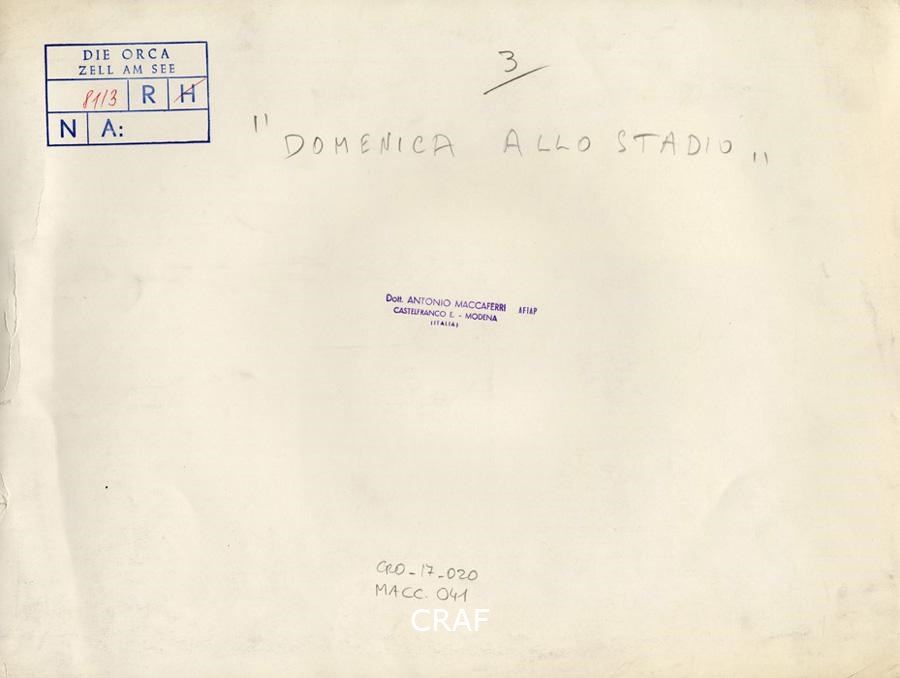 DIE ORCA
ZELL AM SEE
81/3 R H
N A:
3
"DOMENICA ALLO STADIO"
Dott. ANTONIO MACCAFERRI AFIAP
CASTELFRANCO E. - MODENA
(ITALIA)
CRO-17-020
MACC. 041
CRAF